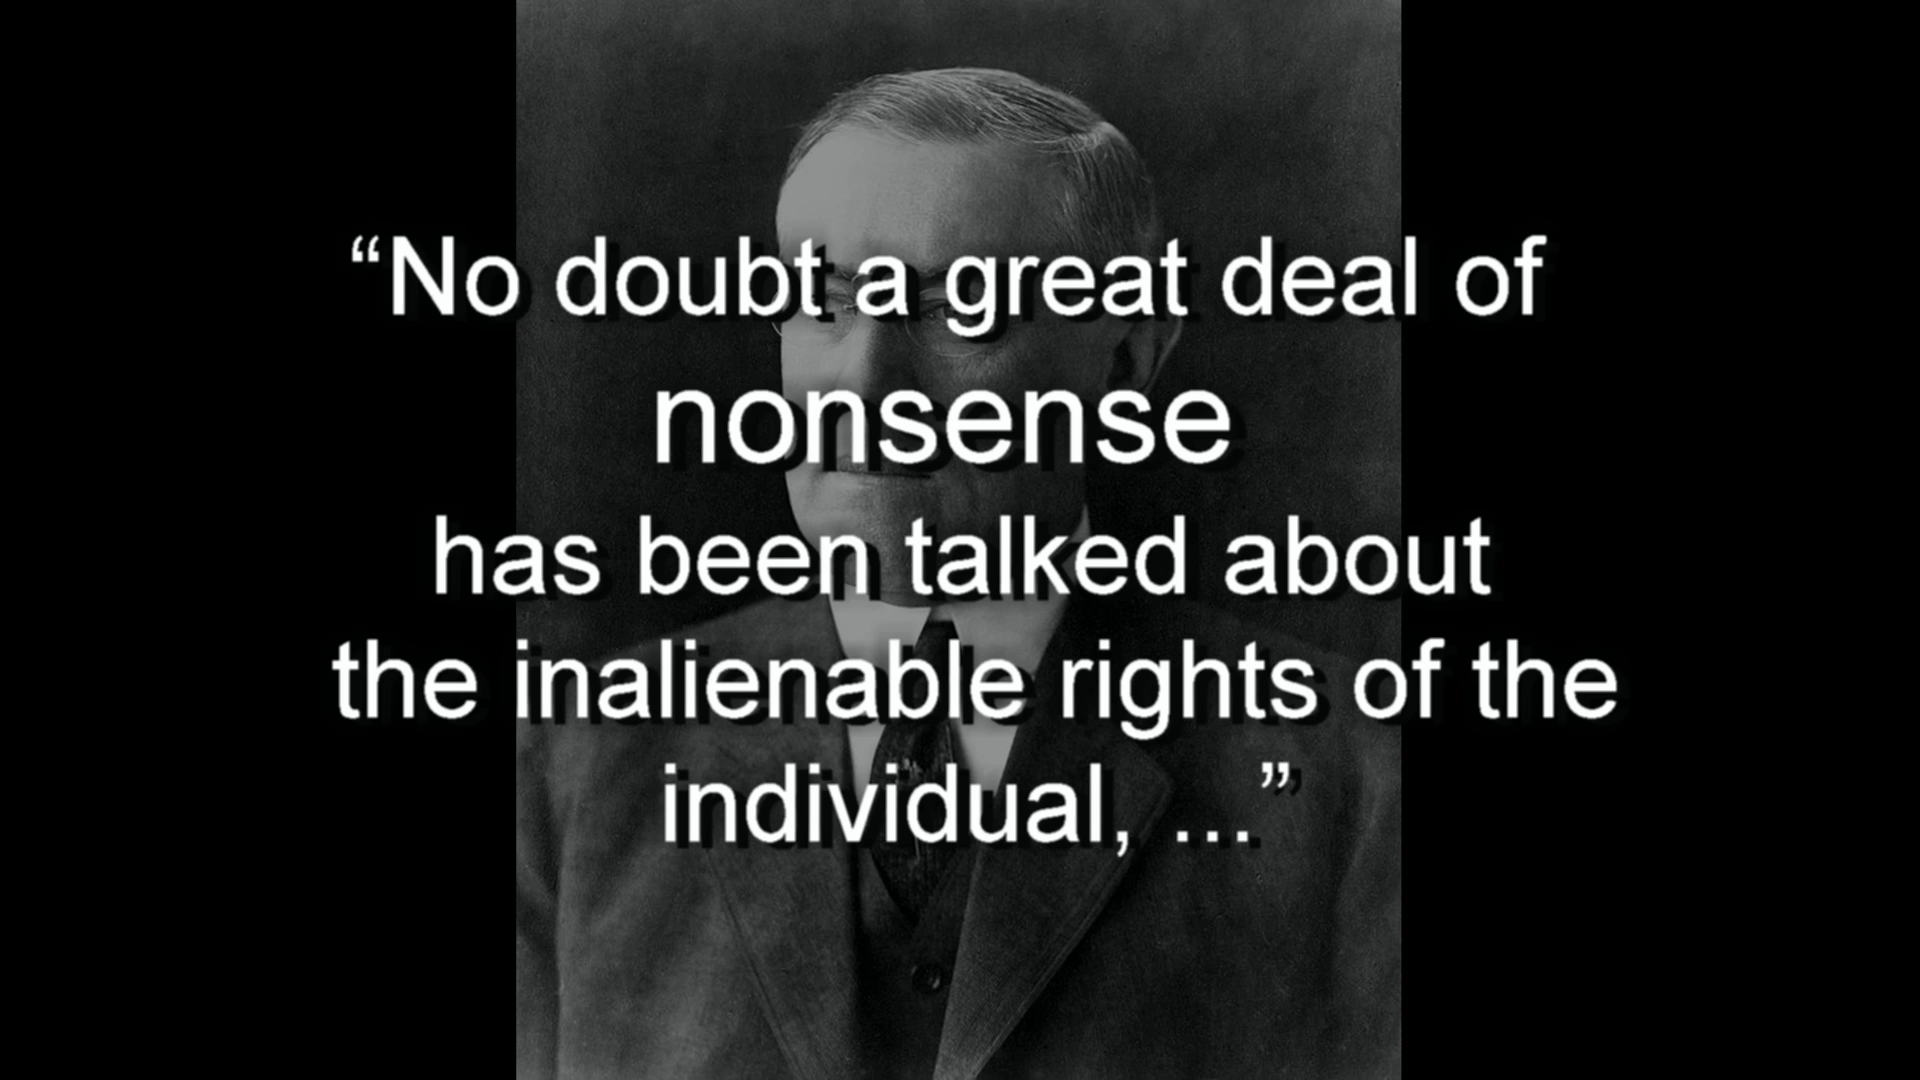 “No doubt a great deal of
nonsense
has been talked about
the inalienable rights of the
individual, ...”